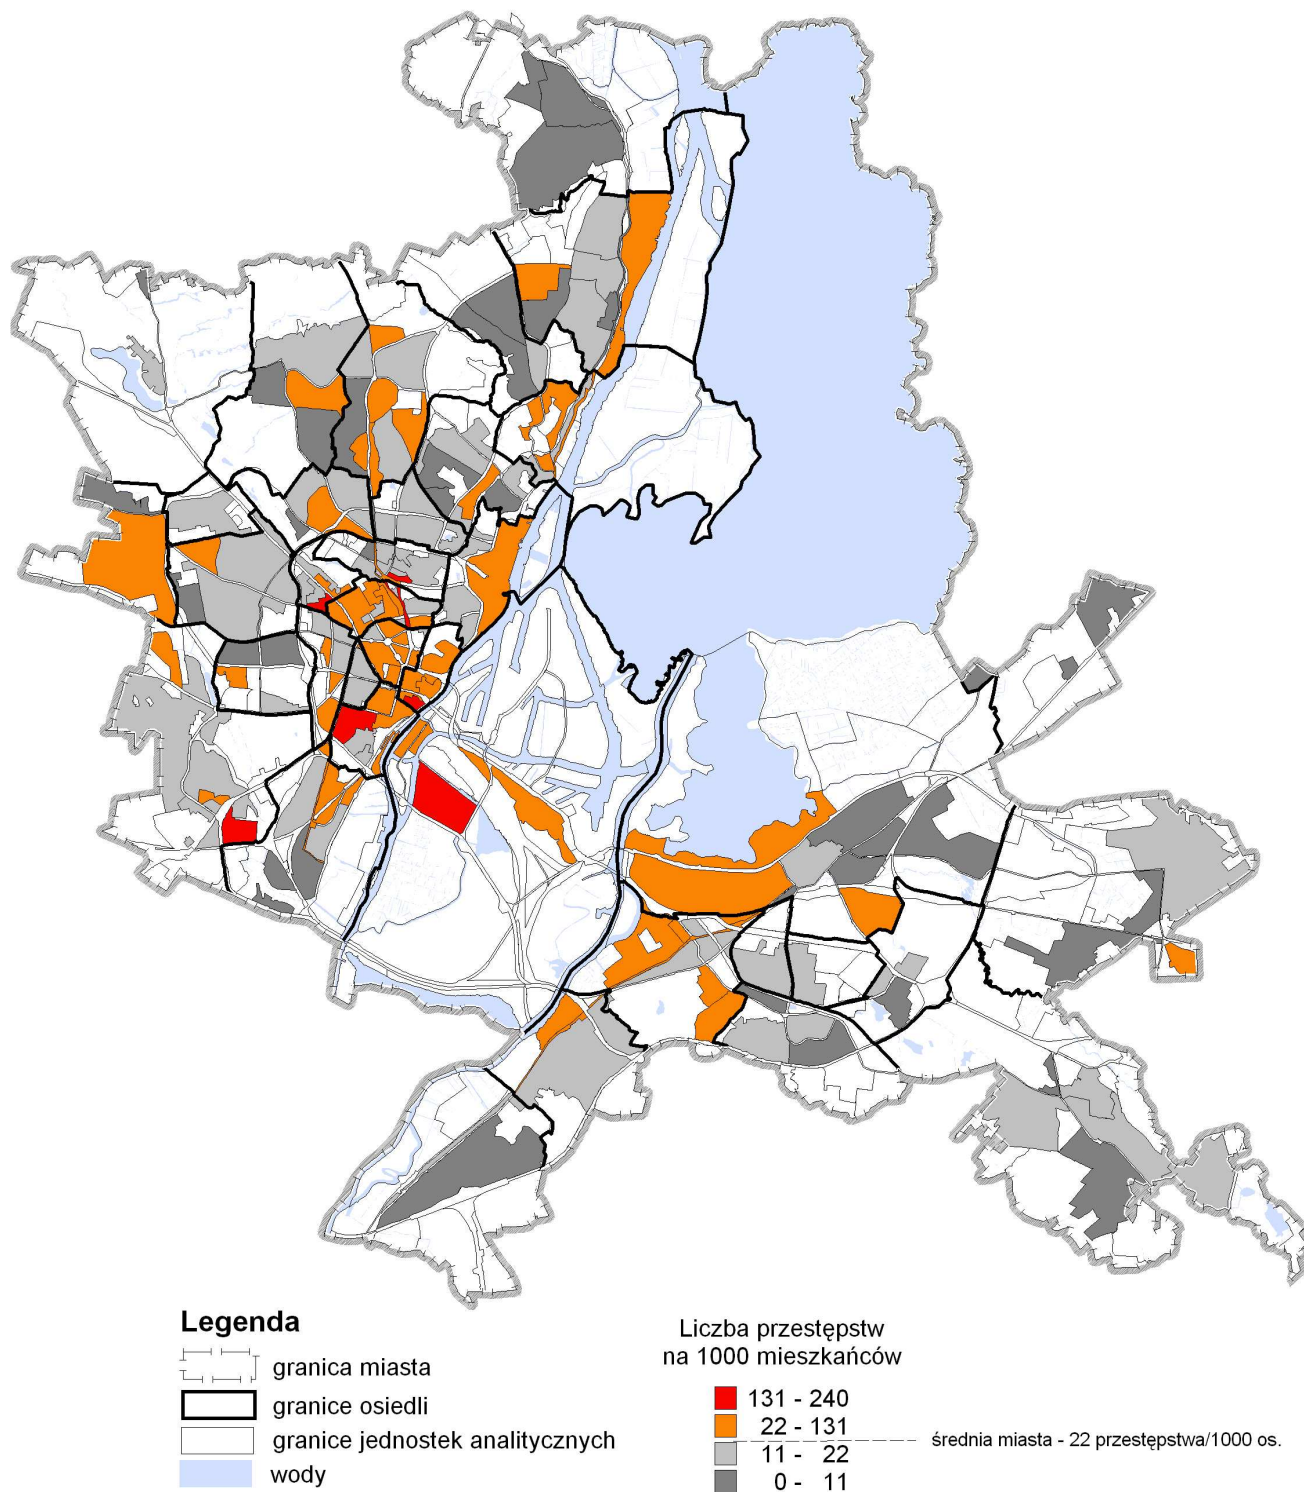 Legenda
granica miasta
granice osiedli
granice jednostek analitycznych
wody
Liczba przestępstw
na 1000 mieszkańców
131 - 240
22 - 131
11 - 22
0 - 11
średnia miasta - 22 przestępstwa/1000 os.